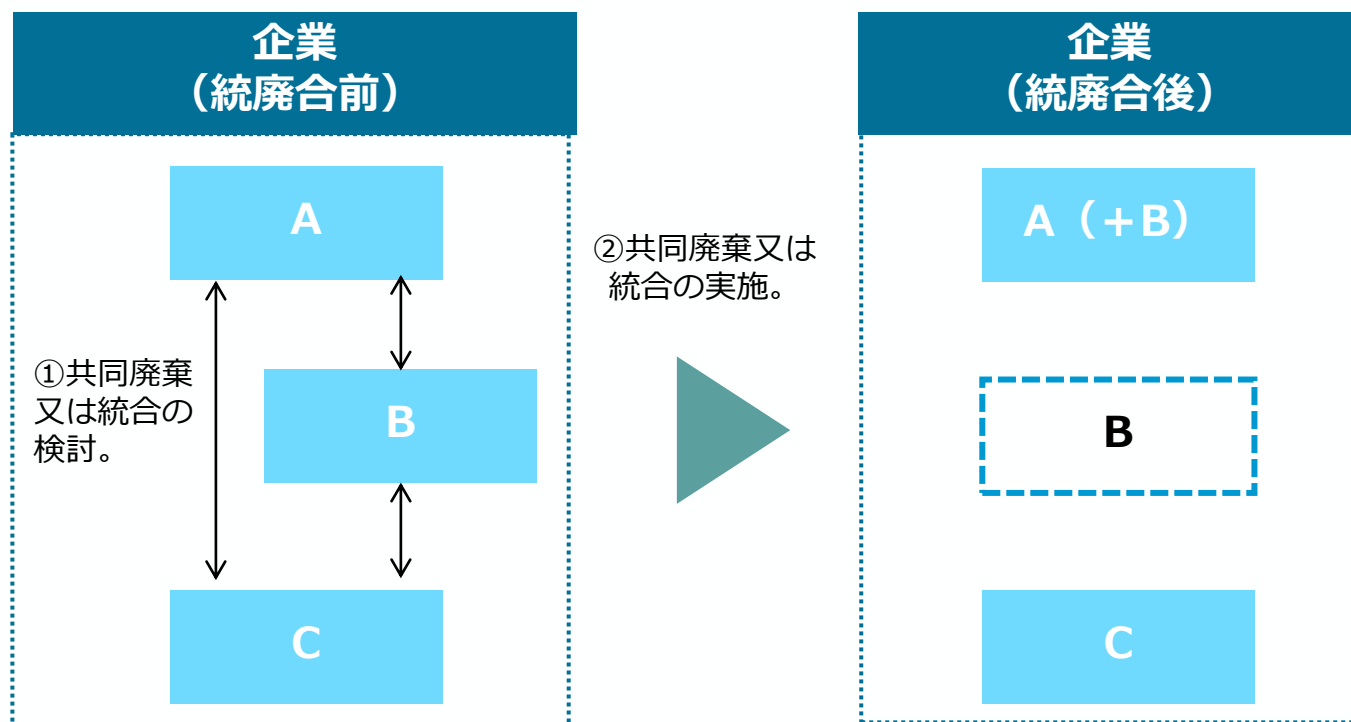 企業
（統廃合前）
A
①共同廃棄
又は統合の
検討。
B
C
②共同廃棄又は
統合の実施。
企業
（統廃合後）
A（＋B）
B
C